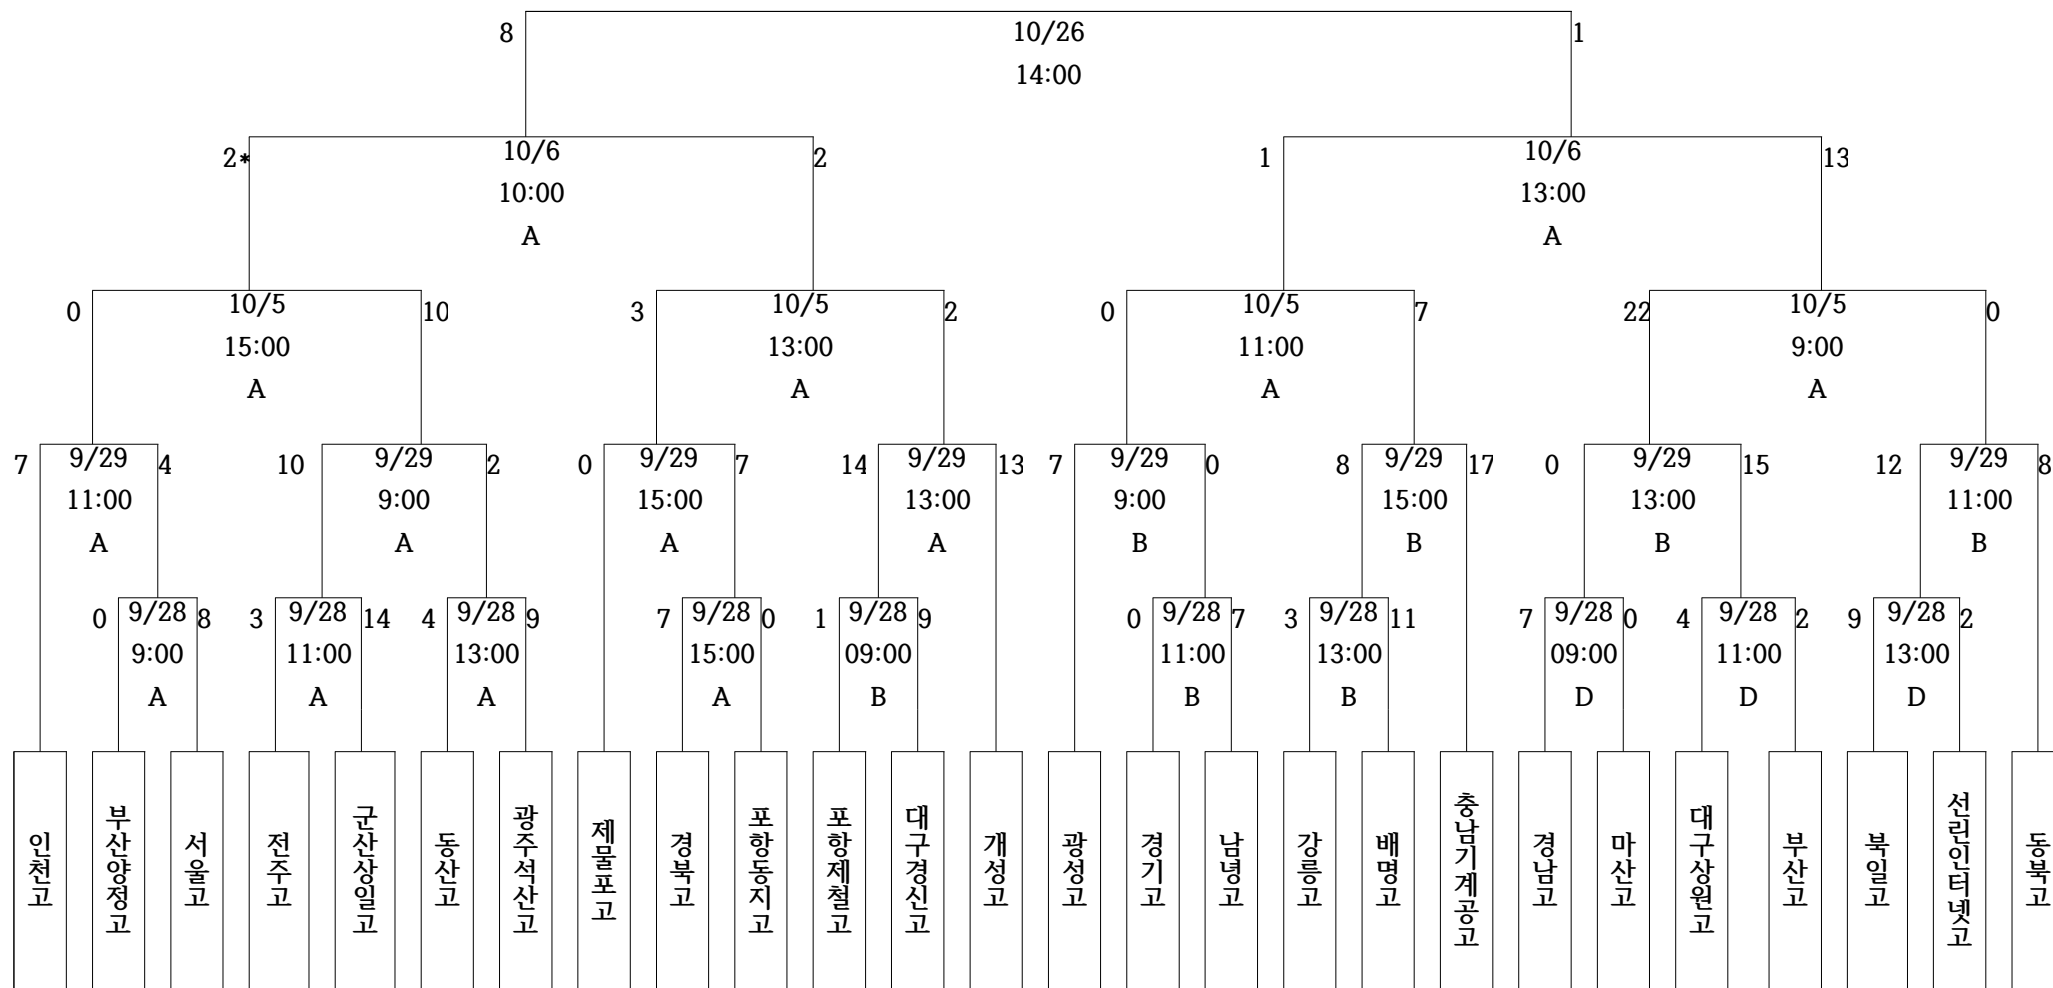 8 10/26 1
14:00
2* 10/6 2 1 10/6 13
10:00 13:00
A A
0 10/5 10 3 10/5 2 0 10/5 7 22 10/5 0
15:00 13:00 11:00 9:00
A A A A
7 9/29 4 10 9/29 2 0 9/29 7 14 9/29 13 7 9/29 0 8 9/29 17 0 9/29 15 12 9/29 8
11:00 9:00 15:00 13:00 9:00 15:00 13:00 11:00
A A A A B B B B
0 9/28 8 3 9/28 14 4 9/28 9 7 9/28 0 1 9/28 9 0 9/28 7 3 9/28 11 7 9/28 0 4 9/28 2 9 9/28 2
9:00 11:00 13:00 15:00 09:00 11:00 13:00 09:00 11:00 13:00
A A A A B B B D D D
인천고
부산양정고
서울고
전주고
군산상일고
동산고
광주석산고
제물포고
경북고
포항동지고
포항제철고
대구경신고
개성고
광성고
경기고
남녕고
강릉고
배명고
충남기계공고
경남고
마산고
대구상원고
부산고
북일고
선린인터넷고
동북고